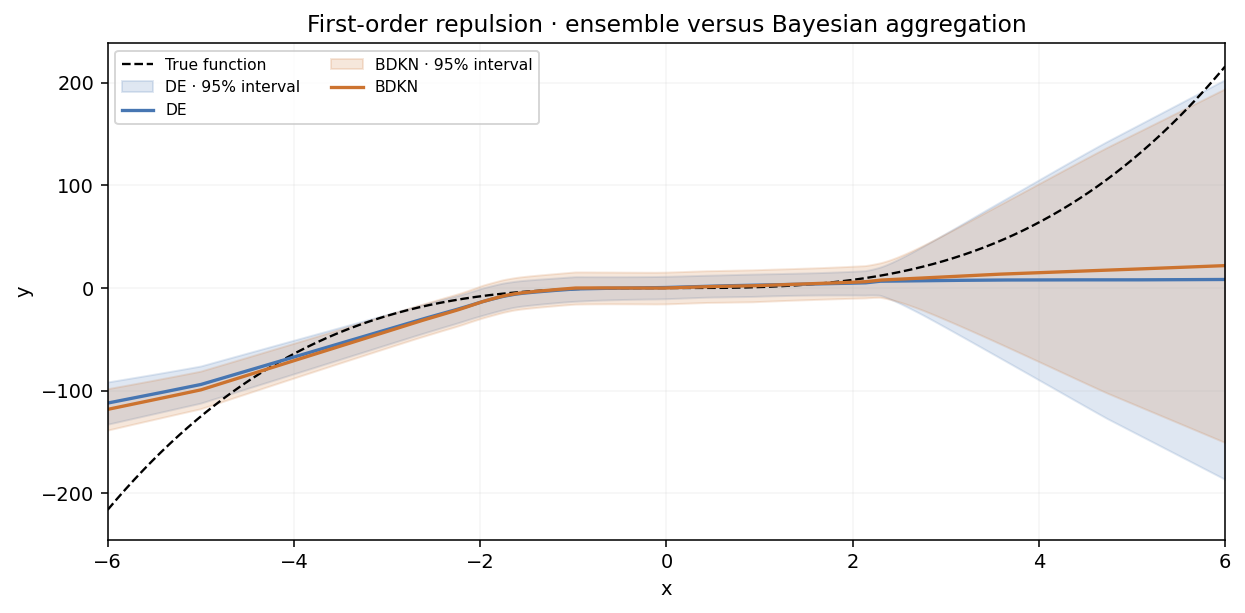 First-order repulsion · ensemble versus Bayesian aggregation
True function
DE · 95% interval
DE
BDKN · 95% interval
BDKN
y
200
100
0
−100
−200
−6
−4
−2
0
2
4
6
x